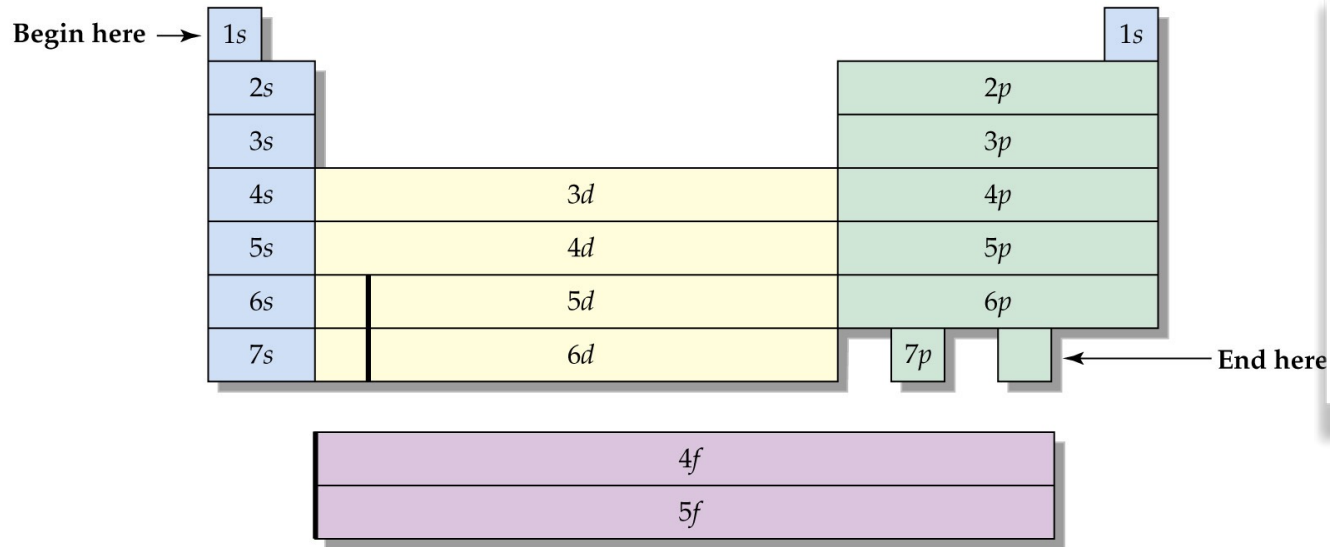 Begin here 1s 1s
2s 2p
3s 3p
4s 3d 4p
5s 4d 5p
6s 5d 6p
7s 6d 7p End here
4f
5f